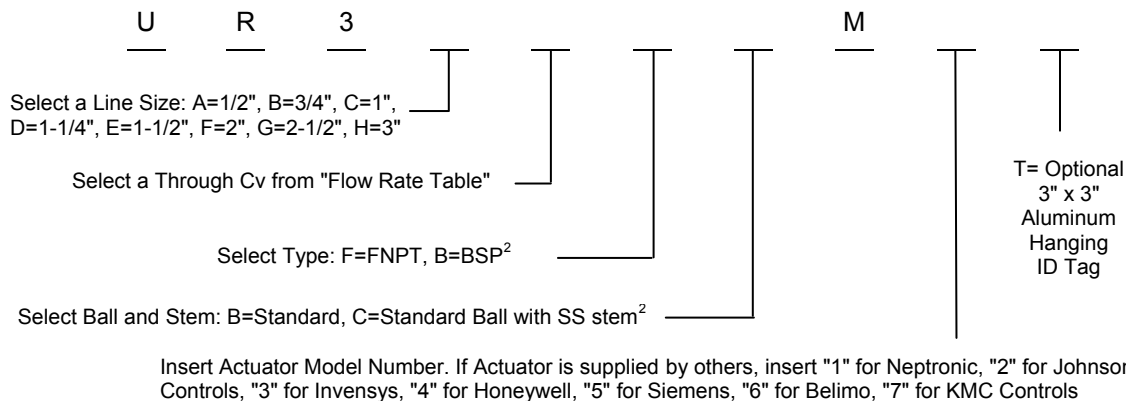 U R 3 M
Select a Line Size: A=1/2", B=3/4", C=1",
D=1-1/4", E=1-1/2", F=2", G=2-1/2", H=3"
Select a Through Cv from "Flow Rate Table"
T= Optional
3" x 3"
Aluminum
Hanging
ID Tag
Select Type: F=FNPT, B=BSP²
Select Ball and Stem: B=Standard, C=Standard Ball with SS stem²
Insert Actuator Model Number. If Actuator is supplied by others, insert "1" for Neptronic, "2" for Johnson
Controls, "3" for Invensys, "4" for Honeywell, "5" for Siemens, "6" for Belimo, "7" for KMC Controls